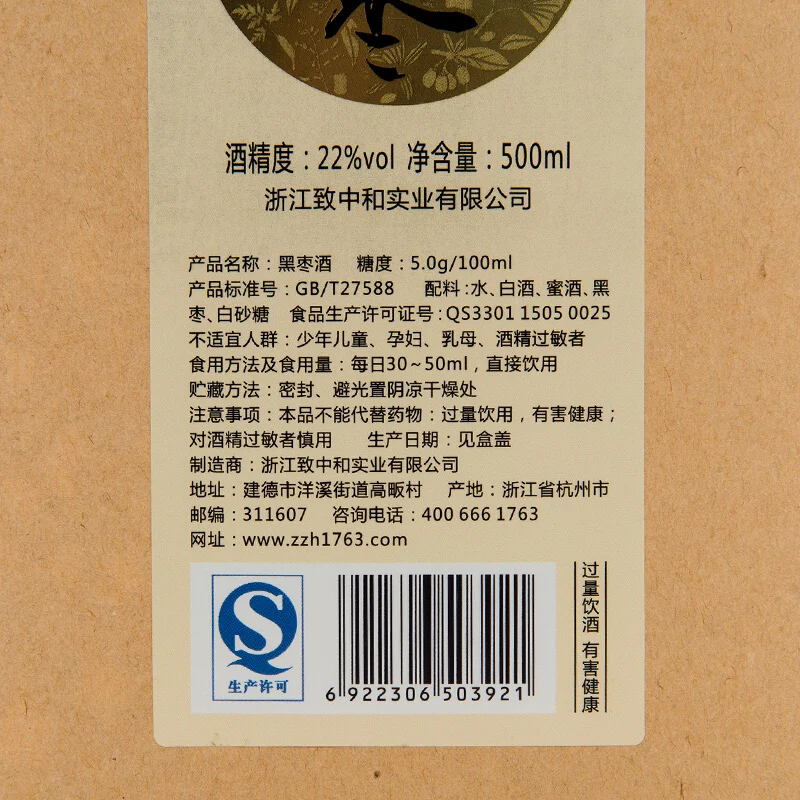 枣
酒精度：22%vol 净含量：500ml
浙江致中和实业有限公司
产品名称：黑枣酒 糖度：5.0g/100ml
产品标准号：GB/T27588 配料：水、白酒、蜜酒、黑
枣、白砂糖 食品生产许可证号：QS3301 1505 0025
不适宜人群：少年儿童、孕妇、乳母、酒精过敏者
食用方法及食用量：每日30~50ml，直接饮用
贮藏方法：密封、避光置阴凉干燥处
注意事项：本品不能代替药物；过量饮用，有害健康；
对酒精过敏者慎用 生产日期：见盒盖
制造商：浙江致中和实业有限公司
地址：建德市洋溪街道高畈村 产地：浙江省杭州市
邮编：311607 咨询电话：400 666 1763
网址：www.zzh1763.com
过量饮酒 有害健康
QS
生产许可
6 922306 503921